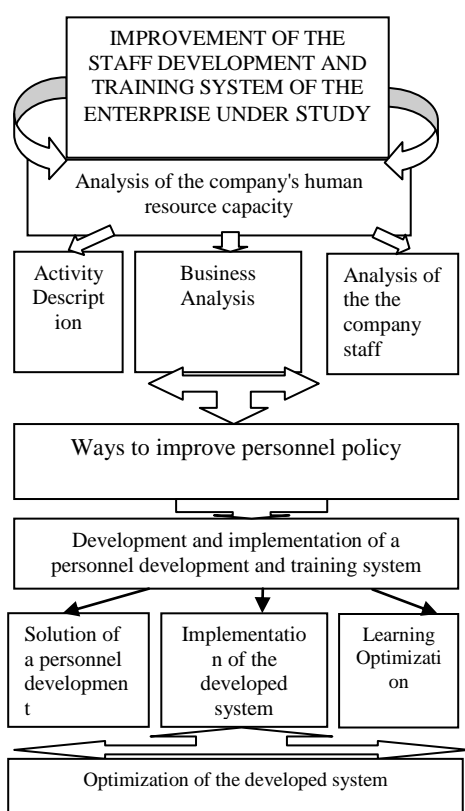 IMPROVEMENT OF THE
STAFF DEVELOPMENT AND
TRAINING SYSTEM OF THE
ENTERPRISE UNDER STUDY
Analysis of the company's human
resource capacity
Activity
Descript
ion
Business
Analysis
Analysis of
the the
company
staff
Ways to improve personnel policy
Development and implementation of a
personnel development and training system
Solution of
a personnel
developmen
t
Implementatio
n of the
developed
system
Learning
Optimizati
on
Optimization of the developed system